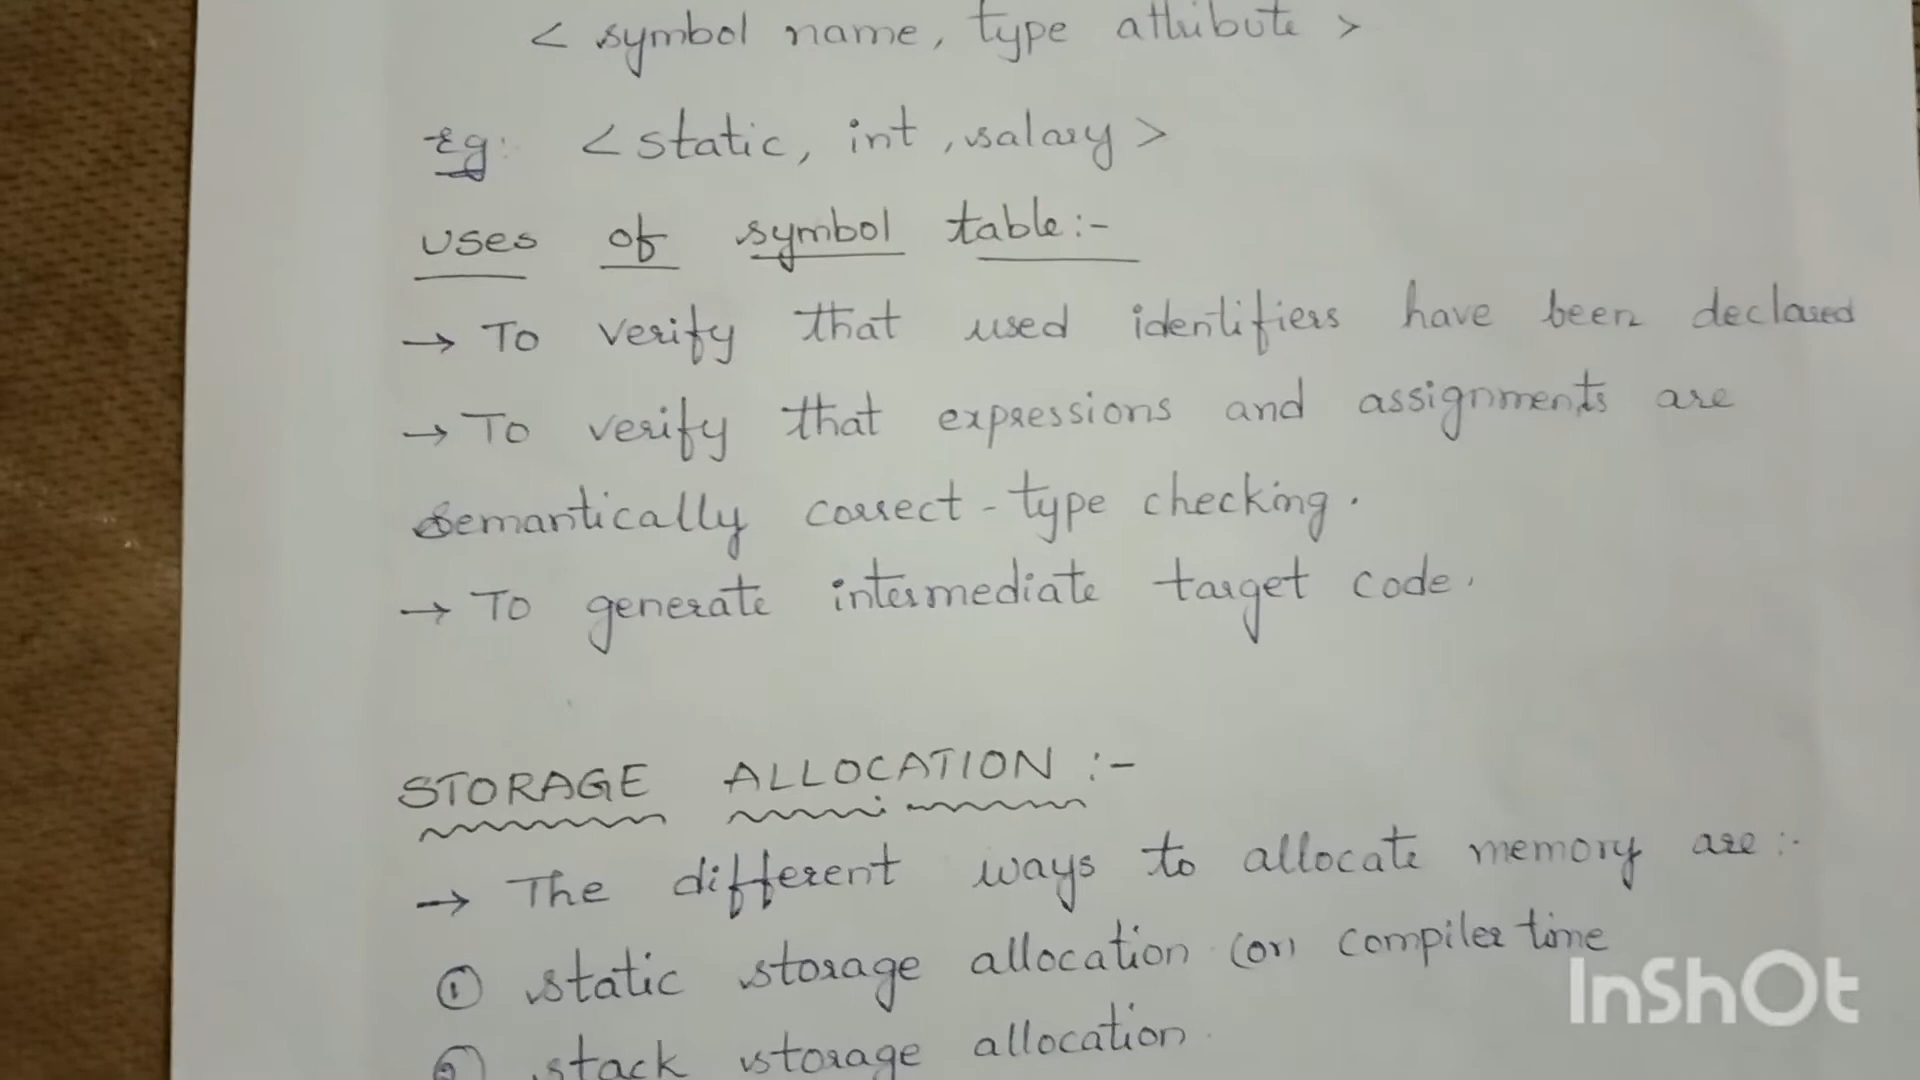 < symbol name, type attribute >
Eg: < static, int, salary >
Uses of symbol table:-
→ To verify that used identifiers have been declared
→ To verify that expressions and assignments are
semantically correct - type checking.
→ To generate intermediate target code.
STORAGE ALLOCATION :-
→ The different ways to allocate memory are:-
① static storage allocation (or) compiler time
② stack storage allocation
InShOt